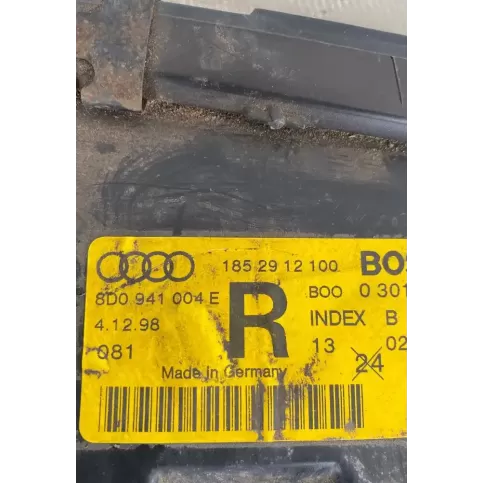 185 29 12 100 BOS
8D0 941 004 E R BOO 0 301
4.12.98 INDEX B
081 13 24 02
Made in Germany